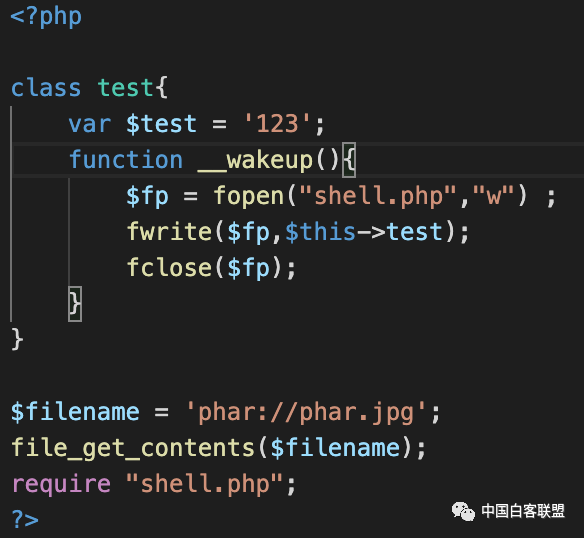 <?php
class test{
    var $test = '123';
    function __wakeup(){
        $fp = fopen("shell.php","w") ;
        fwrite($fp,$this->test);
        fclose($fp);
    }
}
$filename = 'phar://phar.jpg';
file_get_contents($filename);
require "shell.php";
?>
中国白客联盟